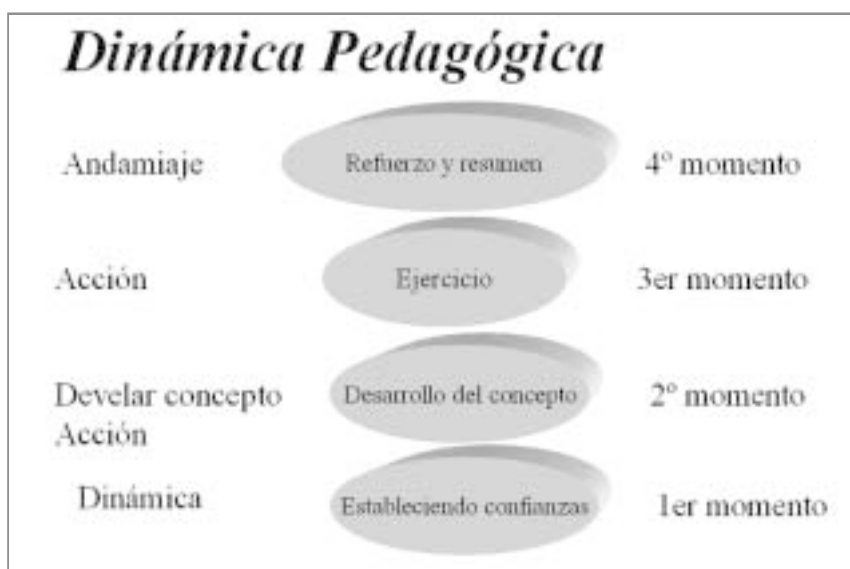 Dinámica Pedagógica
Andamiaje
Refuerzo y resumen
4º momento
Acción
Ejercicio
3er momento
Develar concepto
Acción
Desarrollo del concepto
2º momento
Dinámica
Estableciendo confianzas
1er momento